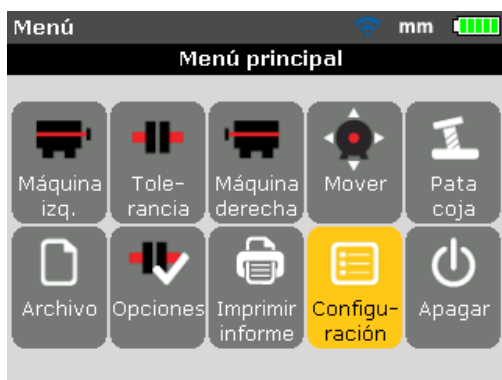 Menú mm
Menú principal
Máquina
izq.
Tole-
rancia
Máquina
derecha
Mover
Pata
coja
Archivo
Opciones
Imprimir
informe
Configu-
ración
Apagar